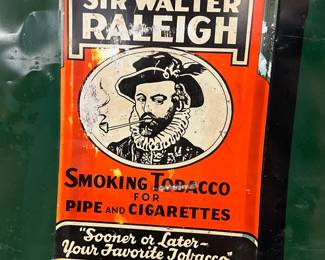 SIR WALTER
RALEIGH
SMOKING TOBACCO
FOR
PIPE AND CIGARETTES
"Sooner or Later-
Your Favorite Tobacco"